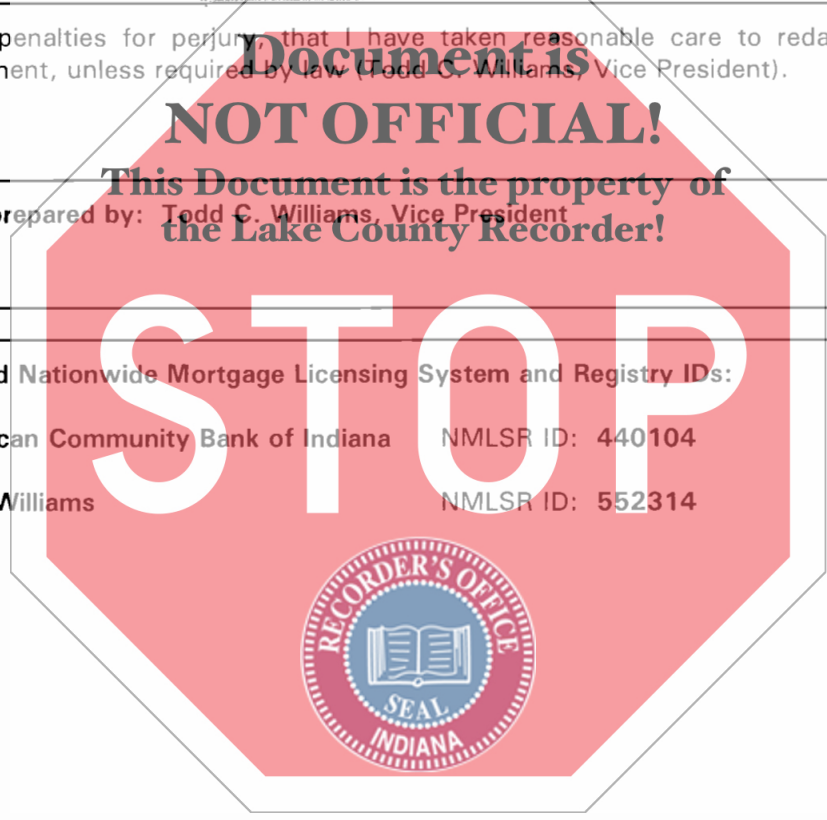 penalties for perjury, that I have taken reasonable care to reda
nent, unless required by law (Todd C. Williams, Vice President).
Document is
NOT OFFICIAL!
This Document is the property of
the Lake County Recorder!
repared by: Todd C. Williams, Vice President
STOP
d Nationwide Mortgage Licensing System and Registry IDs:
can Community Bank of Indiana NMLSR ID: 440104
Williams NMLSR ID: 552314
RECORDER'S OFFICE
SEAL
INDIANA